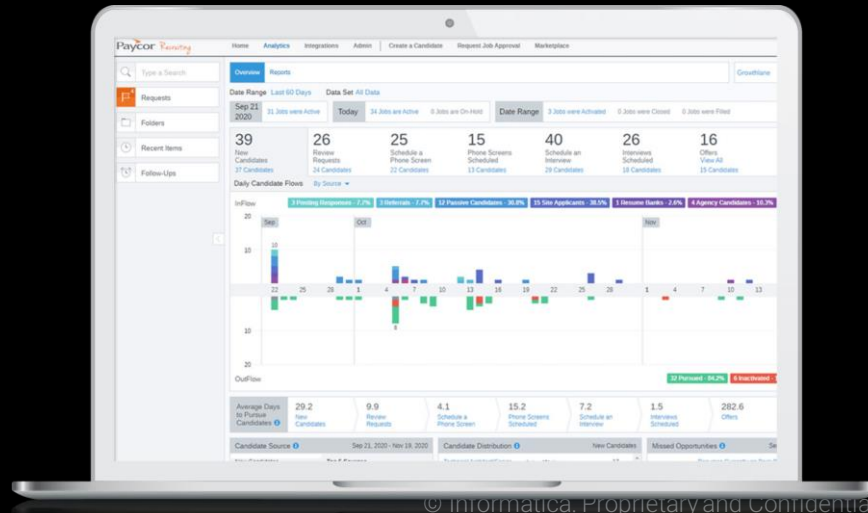 Paycor Recruiting
Home Analytics Integrations Admin Create a Candidate Request Job Approval Marketplace
Type a Search
Requests
Folders
Recent Items
Follow-Ups
Overview Reports
Growthlane
Date Range Last 60 Days Data Set All Data
Sep 21 2020 31 Jobs were Active Today 34 Jobs are Active 0 Jobs are On-Hold Date Range 3 Jobs were Activated 0 Jobs were Closed 0 Jobs were Filled
39 26 25 15 40 26 16
New Candidates Review Requests Schedule a Phone Screen Phone Screens Scheduled Schedule an Interview Interviews Scheduled Offers View All
37 Candidates 24 Candidates 22 Candidates 13 Candidates 28 Candidates 18 Candidates 15 Candidates
Daily Candidate Flows By Source
InFlow 3 Pending Responses - 7.7% 3 Referrals - 7.7% 12 Passive Candidates - 30.8% 15 Site Applicants - 38.5% 1 Resume Banks - 2.6% 4 Agency Candidates - 10.3%
20
Sep Oct Nov
10
10
22 25 28 1 4 7 10 13 16 19 22 25 28 1 4 7 10 13
8
10
20
OutFlow 32 Pursued - 84.2% 6 Inactivated -
Average Days to Pursue Candidates
29.2 9.9 4.1 15.2 7.2 1.5 282.6
New Candidates Review Requests Schedule a Phone Screen Phone Screens Scheduled Schedule an Interview Interviews Scheduled Offers
Candidate Source Sep 21, 2020 - Nov 19, 2020 Candidate Distribution New Candidates Missed Opportunities
© Informatica. Proprietary and Confidential